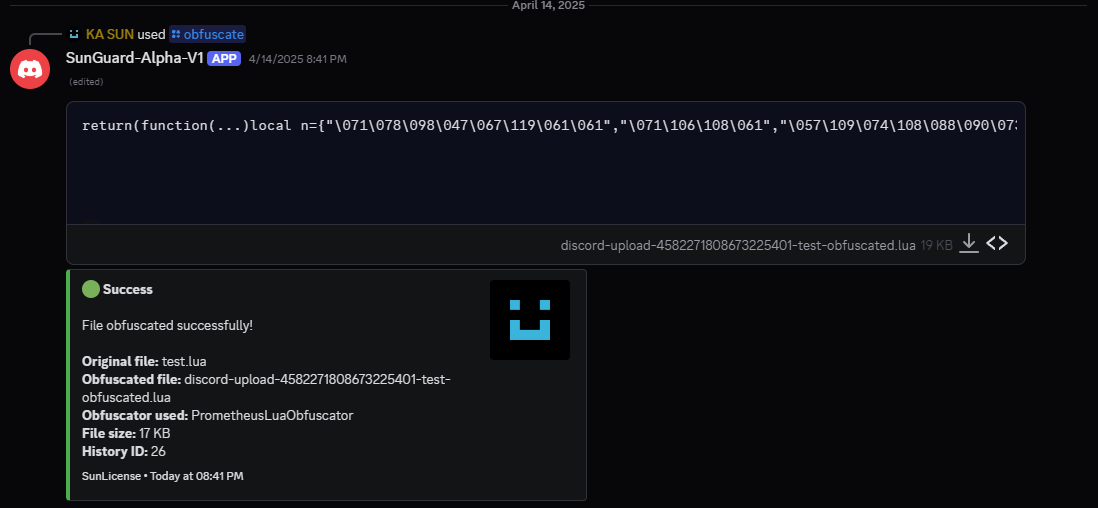 April 14, 2025
KA SUN used obfuscate
SunGuard-Alpha-V1 APP 4/14/2025 8:41 PM
(edited)
return(function(...)local n={"\071\078\098\047\067\119\061\061","\071\106\108\061","\057\109\074\108\088\090\073
discord-upload-4582271808673225401-test-obfuscated.lua 19 KB
Success
File obfuscated successfully!
Original file: test.lua
Obfuscated file: discord-upload-4582271808673225401-test-
obfuscated.lua
Obfuscator used: PrometheusLuaObfuscator
File size: 17 KB
History ID: 26
SunLicense • Today at 08:41 PM